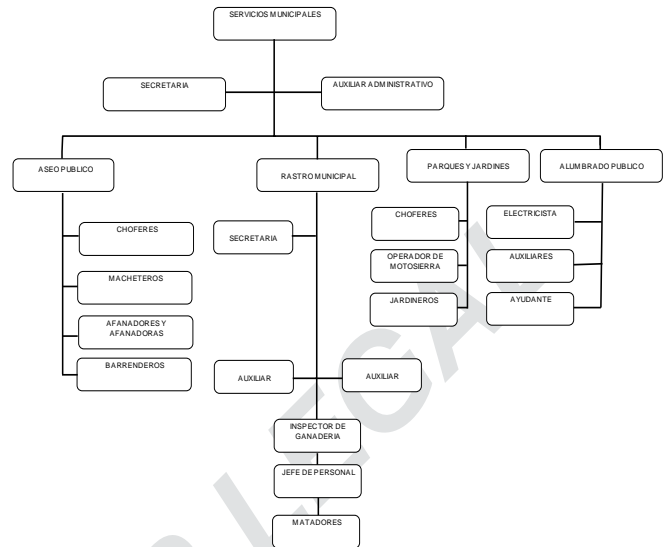 SERVICIOS MUNICIPALES
SECRETARIA
AUXILIAR ADMINISTRATIVO
ASEO PUBLICO
RASTRO MUNICIPAL
PARQUES Y JARDINES
ALUMBRADO PUBLICO
CHOFERES
MACHETEROS
AFANADORES Y
AFANADORAS
BARRENDEROS
SECRETARIA
AUXILIAR
AUXILIAR
INSPECTOR DE
GANADERIA
JEFE DE PERSONAL
MATADORES
CHOFERES
OPERADOR DE
MOTOSIERRA
JARDINEROS
ELECTRICISTA
AUXILIARES
AYUDANTE
LEGAL